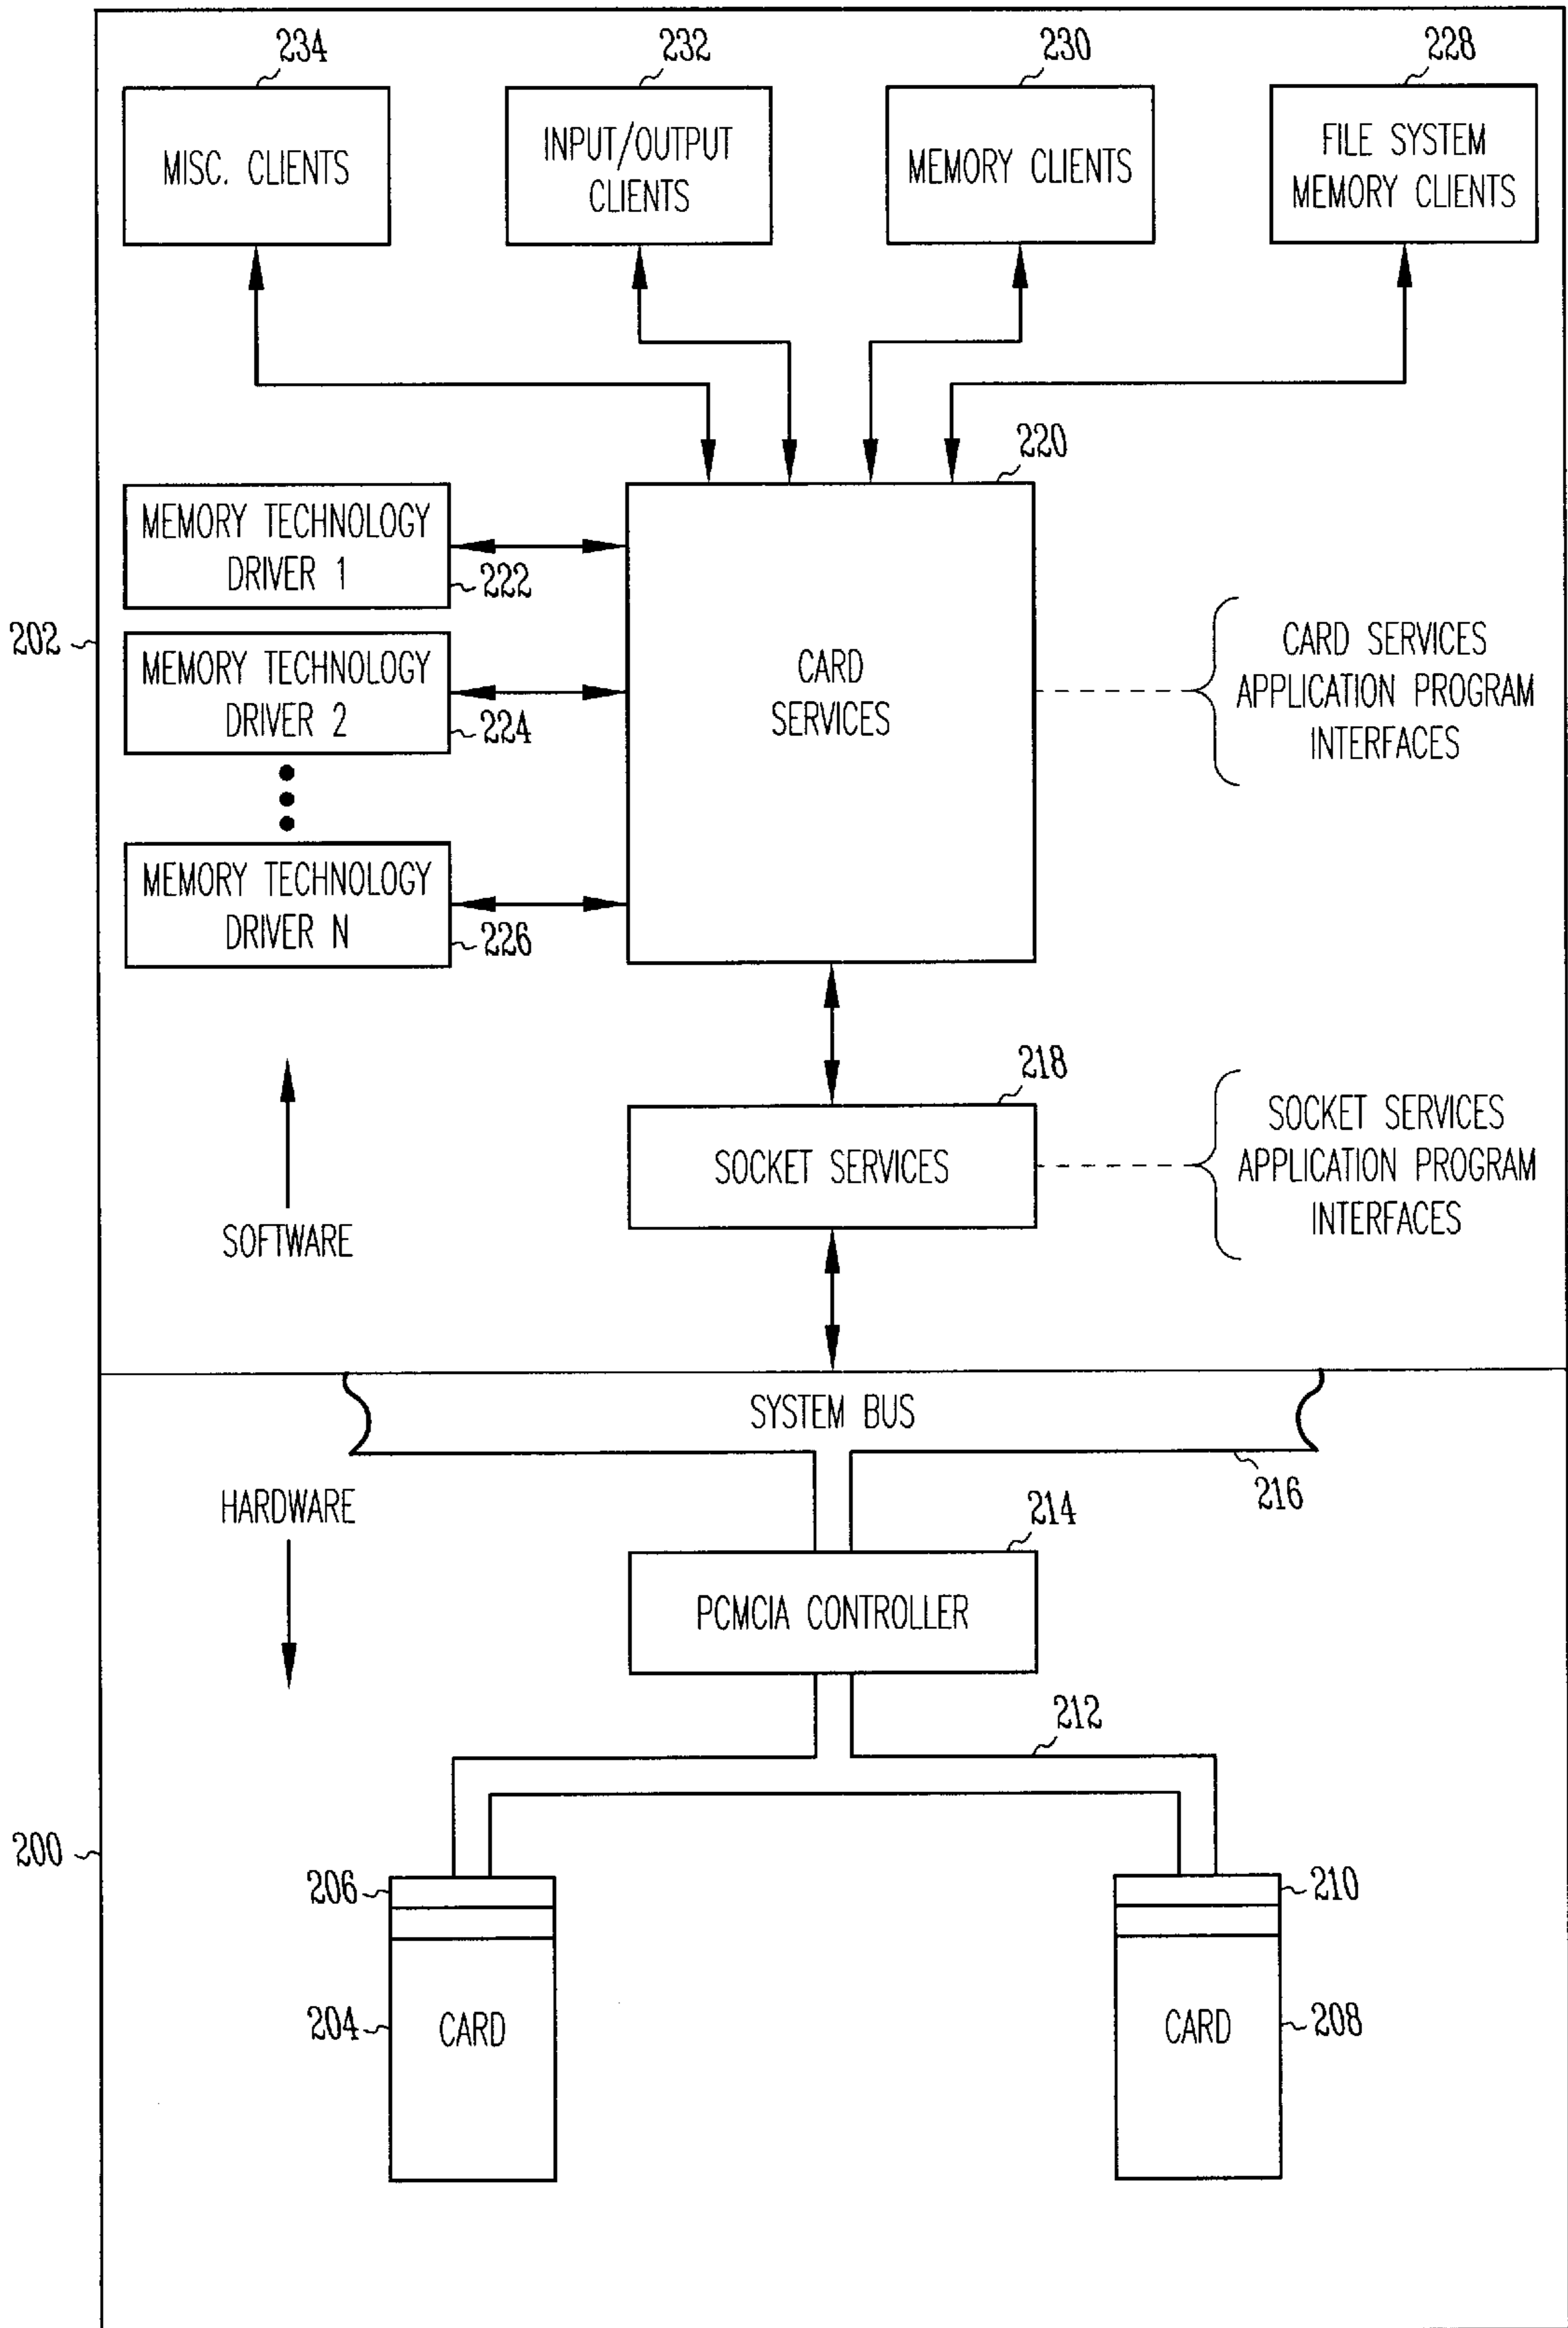 234
232
230
228
MISC. CLIENTS
INPUT/OUTPUT
CLIENTS
MEMORY CLIENTS
FILE SYSTEM
MEMORY CLIENTS
220
MEMORY TECHNOLOGY
DRIVER 1
222
202
MEMORY TECHNOLOGY
DRIVER 2
224
CARD
SERVICES
CARD SERVICES
APPLICATION PROGRAM
INTERFACES
MEMORY TECHNOLOGY
DRIVER N
226
218
SOCKET SERVICES
SOCKET SERVICES
APPLICATION PROGRAM
INTERFACES
SOFTWARE
SYSTEM BUS
216
HARDWARE
214
PCMCIA CONTROLLER
212
200
206
210
204
CARD
CARD
208